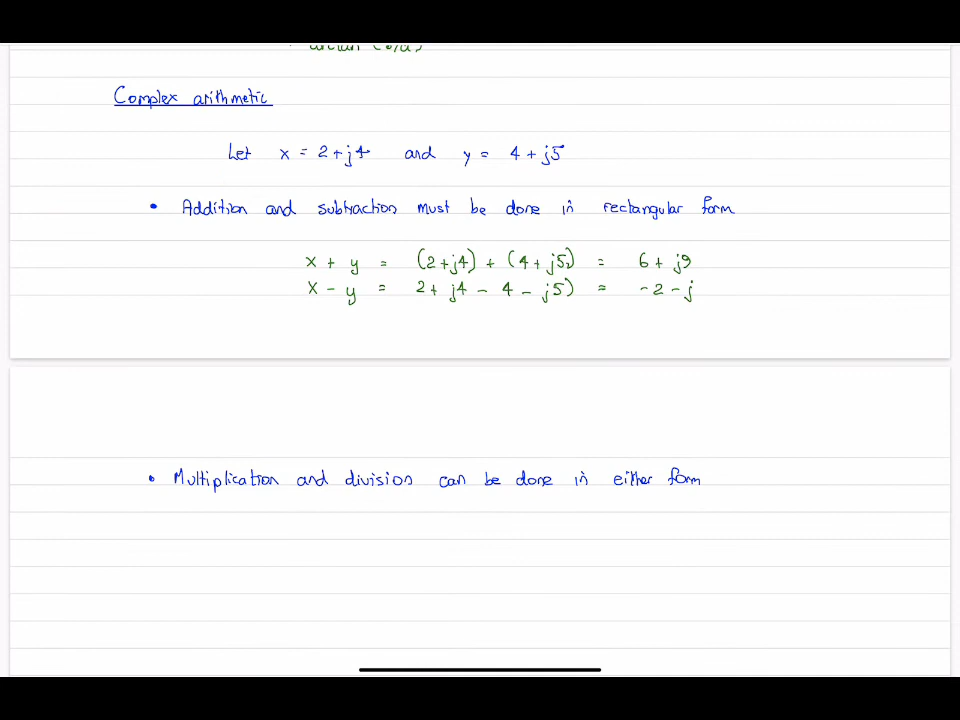 arctan (b/a)
Complex arithmetic
Let x = 2 + j4 and y = 4 + j5
• Addition and subtraction must be done in rectangular form
x + y = (2+j4) + (4 + j5) = 6 + j9
x - y = 2 + j4 - 4 - j5) = -2 - j
• Multiplication and division can be done in either form